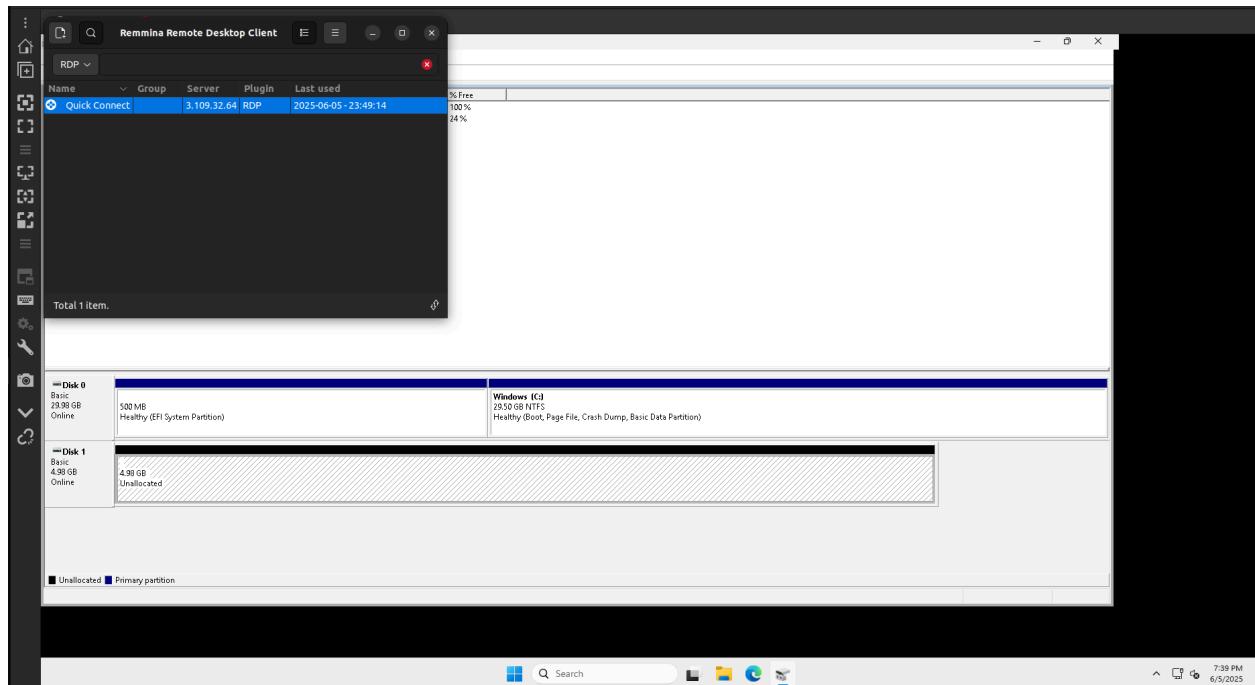 Remmina Remote Desktop Client
RDP
Name Group Server Plugin Last used
Quick Connect 3.109.32.64 RDP 2025-06-05 - 23:49:14
Total 1 item.
% Free
100 %
24 %
Disk 0
Basic
29.98 GB
Online
500 MB
Healthy (EFI System Partition)
Windows (C:)
29.50 GB NTFS
Healthy (Boot, Page File, Crash Dump, Basic Data Partition)
Disk 1
Basic
4.98 GB
Online
4.98 GB
Unallocated
Unallocated Primary partition
Search
7:39 PM
6/5/2025